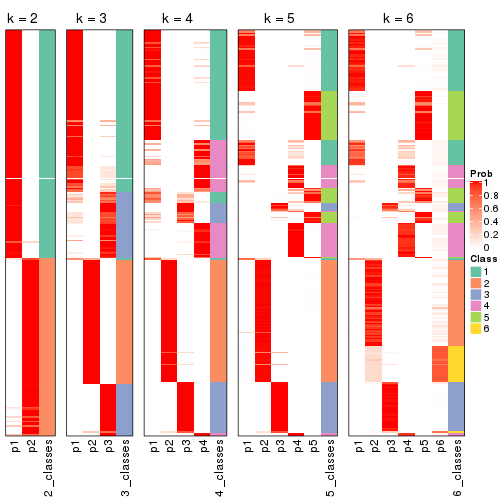 k = 2
k = 3
k = 4
k = 5
k = 6
Prob
1
0.8
0.6
0.4
0.2
0
Class
1
2
3
4
5
6
p1
p2
2_classes
p1
p2
p3
3_classes
p1
p2
p3
p4
4_classes
p1
p2
p3
p4
p5
5_classes
p1
p2
p3
p4
p5
p6
6_classes